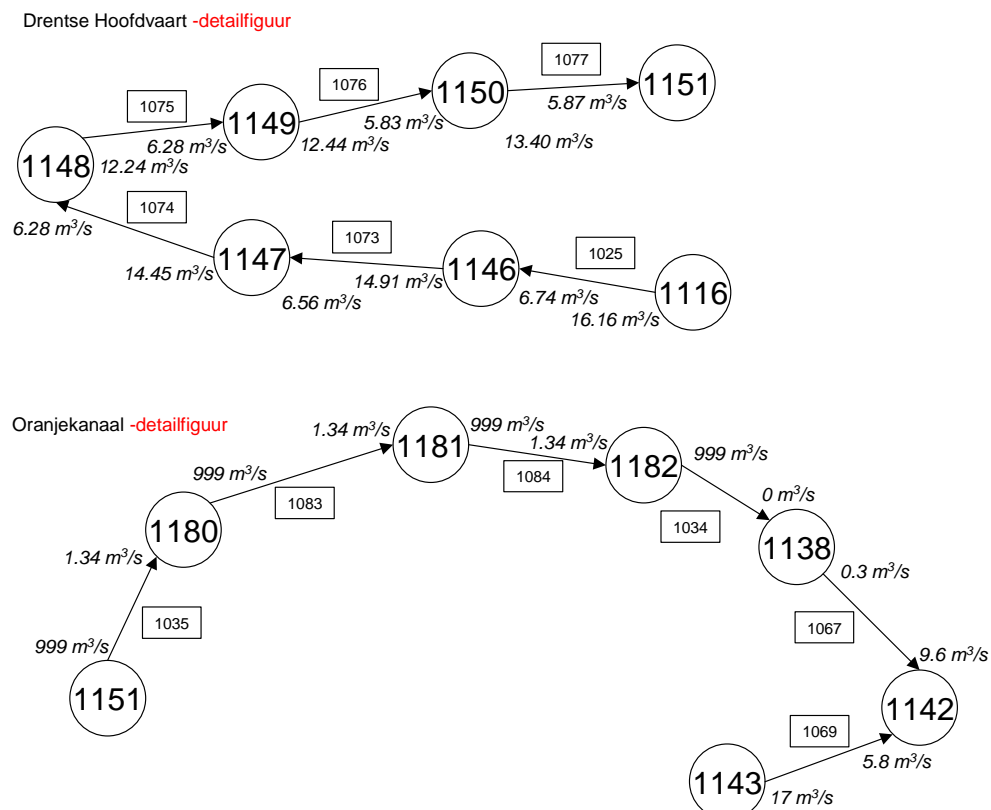 Drentse Hoofdvaart -detailfiguur
1077
1076
1151
1150
5.87 m³/s
1075
1149
5.83 m³/s
6.28 m³/s
12.44 m³/s
13.40 m³/s
1148
12.24 m³/s
1074
6.28 m³/s
1073
1025
1147
1146
14.45 m³/s
14.91 m³/s
1116
6.56 m³/s
6.74 m³/s
16.16 m³/s
Oranjekanaal -detailfiguur
1.34 m³/s
1181
999 m³/s
1.34 m³/s
999 m³/s
1182
999 m³/s
1084
1083
0 m³/s
1180
1034
1138
1.34 m³/s
0.3 m³/s
1035
1067
999 m³/s
9.6 m³/s
1151
1142
1069
5.8 m³/s
1143
17 m³/s